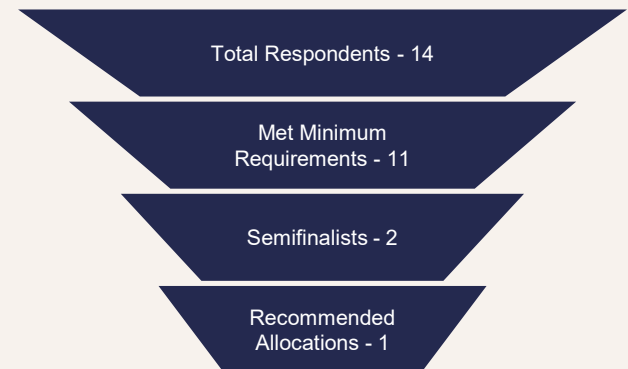 Total Respondents - 14
Met Minimum
Requirements - 11
Semifinalists - 2
Recommended
Allocations - 1